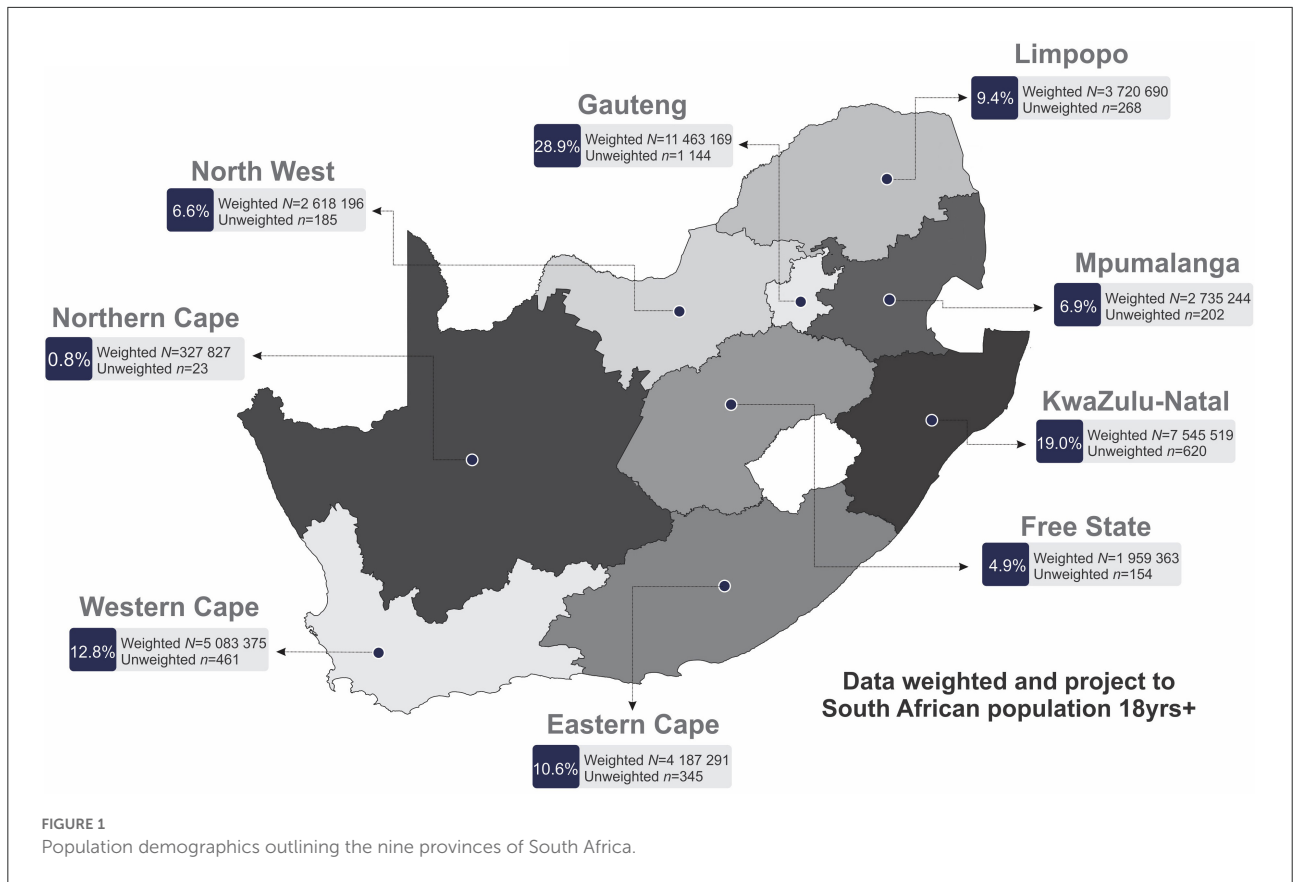 Limpopo
9.4%
Weighted N=3 720 690
Unweighted n=268
Gauteng
28.9%
Weighted N=11 463 169
Unweighted n=1 144
North West
6.6%
Weighted N=2 618 196
Unweighted n=185
Mpumalanga
6.9%
Weighted N=2 735 244
Unweighted n=202
Northern Cape
0.8%
Weighted N=327 827
Unweighted n=23
KwaZulu-Natal
19.0%
Weighted N=7 545 519
Unweighted n=620
Free State
4.9%
Weighted N=1 959 363
Unweighted n=154
Western Cape
12.8%
Weighted N=5 083 375
Unweighted n=461
Data weighted and project to
South African population 18yrs+
Eastern Cape
10.6%
Weighted N=4 187 291
Unweighted n=345
FIGURE 1
Population demographics outlining the nine provinces of South Africa.